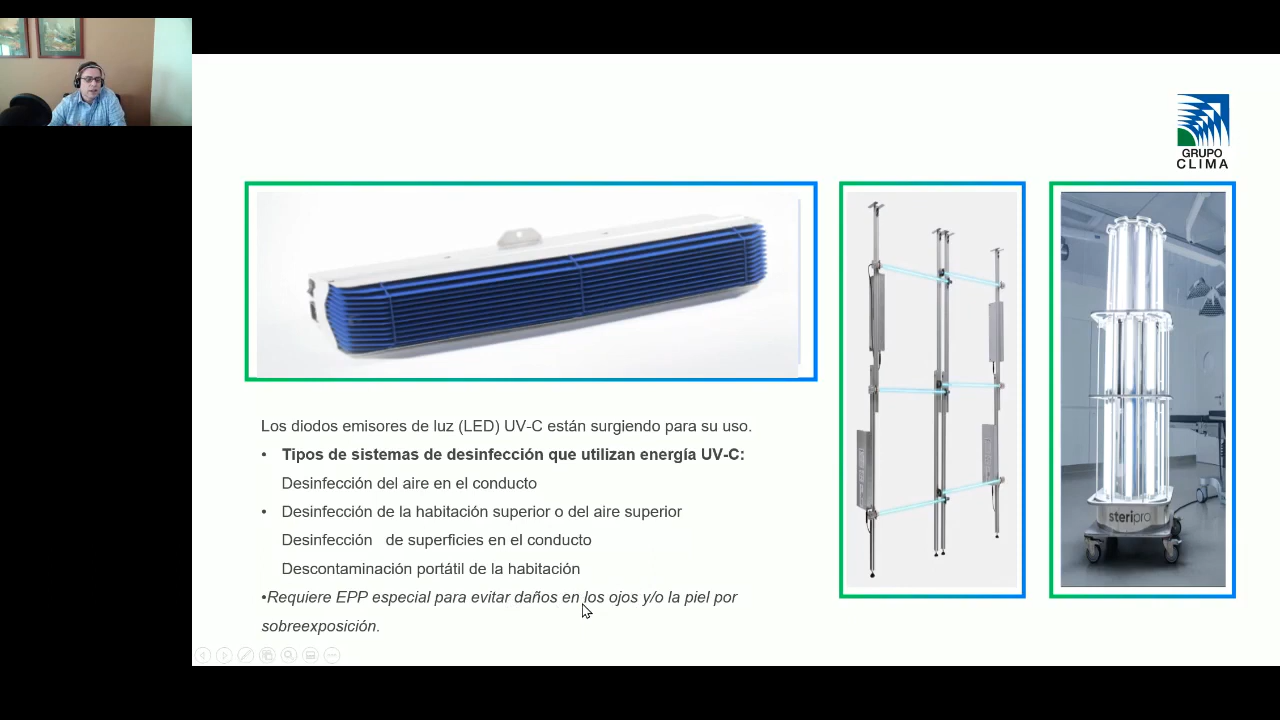 GRUPO
CLIMA
steripro
Los diodos emisores de luz (LED) UV-C están surgiendo para su uso.
• Tipos de sistemas de desinfección que utilizan energía UV-C:
Desinfección del aire en el conducto
• Desinfección de la habitación superior o del aire superior
Desinfección de superficies en el conducto
Descontaminación portátil de la habitación
•Requiere EPP especial para evitar daños en los ojos y/o la piel por
sobreexposición.